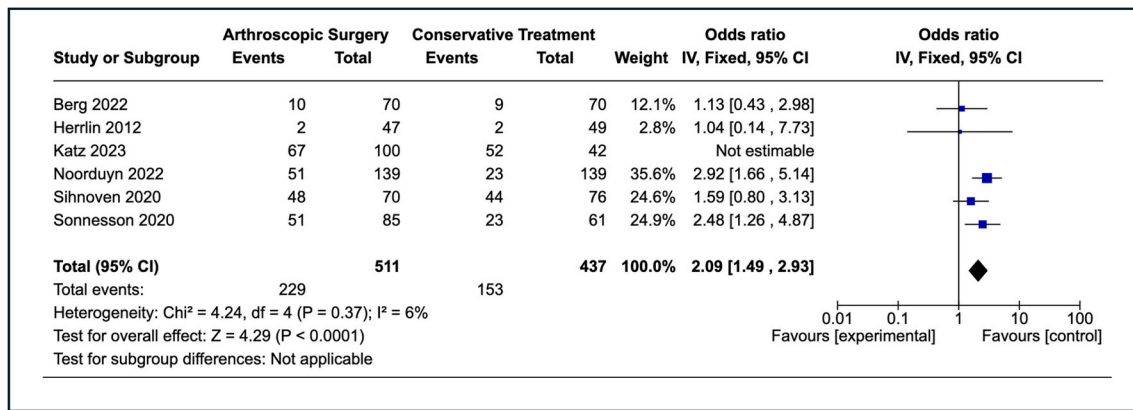 Arthroscopic Surgery Conservative Treatment Odds ratio Odds ratio
Study or Subgroup Events Total Events Total Weight IV, Fixed, 95% CI IV, Fixed, 95% CI
Berg 2022 10 70 9 70 12.1% 1.13 [0.43 , 2.98]
Herrlin 2012 2 47 2 49 2.8% 1.04 [0.14 , 7.73]
Katz 2023 67 100 52 42 Not estimable
Noorduyn 2022 51 139 23 139 35.6% 2.92 [1.66 , 5.14]
Sihnoven 2020 48 70 44 76 24.6% 1.59 [0.80 , 3.13]
Sonnesson 2020 51 85 23 61 24.9% 2.48 [1.26 , 4.87]
Total (95% CI) 511 437 100.0% 2.09 [1.49 , 2.93]
Total events: 229 153
Heterogeneity: Chi² = 4.24, df = 4 (P = 0.37); I² = 6%
Test for overall effect: Z = 4.29 (P < 0.0001)
Test for subgroup differences: Not applicable
0.01 0.1 1 10 100
Favours [experimental] Favours [control]